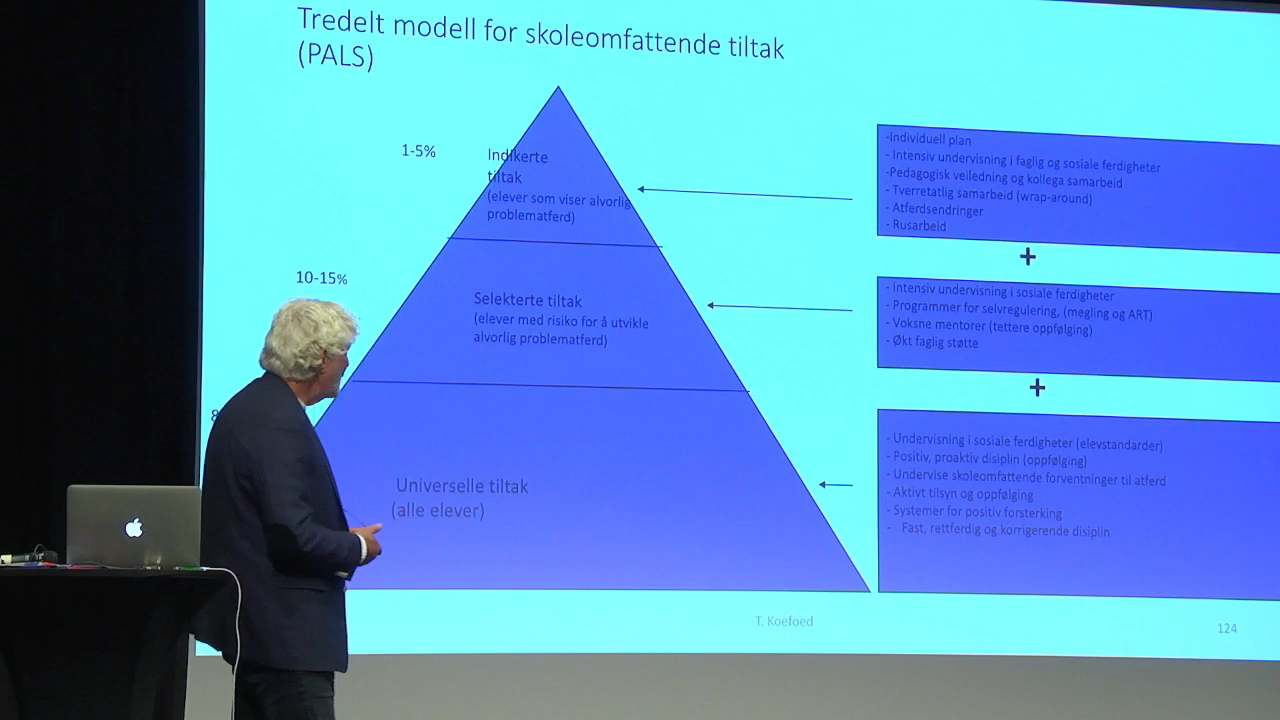 Tredelt modell for skoleomfattende tiltak
(PALS)
1-5%
Indikerte
tiltak
(elever som viser alvorlig
problematferd)
-Individuell plan
- Intensiv undervisning i faglig og sosiale ferdigheter
-Pedagogisk veiledning og kollega samarbeid
- Tverretatlig samarbeid (wrap-around)
- Atferdsendringer
- Rusarbeid
+
10-15%
Selekterte tiltak
(elever med risiko for å utvikle
alvorlig problematferd)
- Intensiv undervisning i sosiale ferdigheter
- Programmer for selvregulering, (megling og ART)
- Voksne mentorer (tettere oppfølging)
- Økt faglig støtte
+
8
Universelle tiltak
(alle elever)
- Undervisning i sosiale ferdigheter (elevstandarder)
- Positiv, proaktiv disiplin (oppfølging)
- Undervise skoleomfattende forventninger til atferd
- Aktivt tilsyn og oppfølging
- Systemer for positiv forsterking
- Fast, rettferdig og korrigerende disiplin
T. Koefoed
124